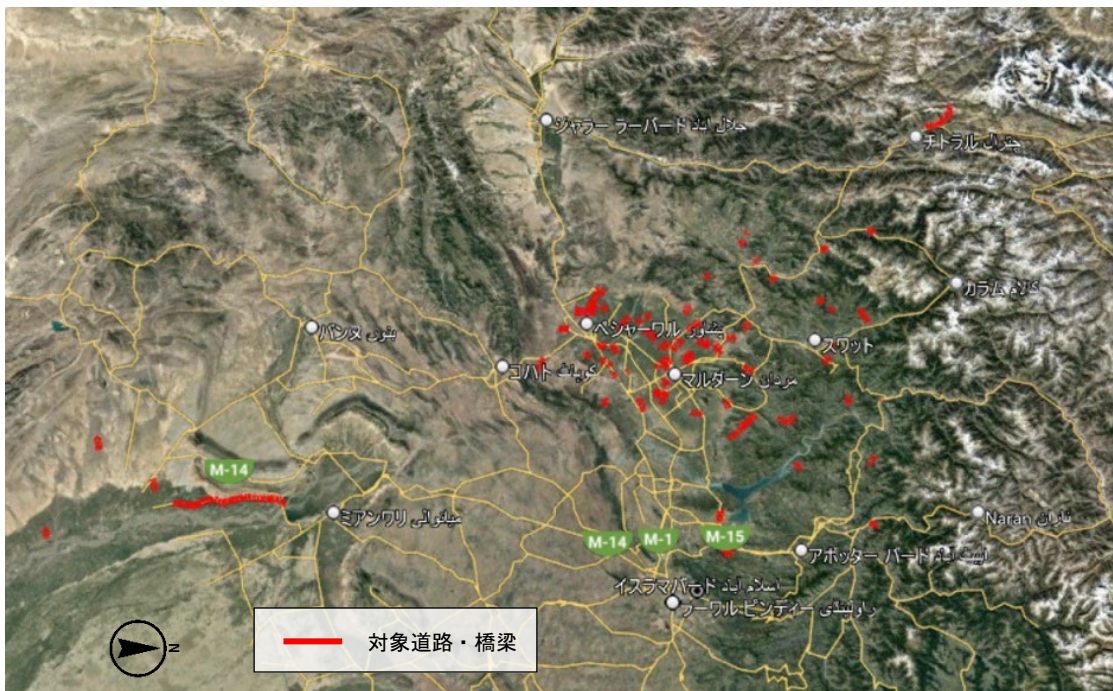 ジャラー ラーバード جلال آباد
チトラル چترال
カラム کالام
ペシャーワル پشاور
バンヌ بنوں
スワット
コハト کوہاٹ
マルダーン مردان
M-14
ミアンワリ میانوالی
Naran ناران
M-14
M-1
M-15
アボッター バード ایبٹ آباد
イスラマバード اسلام آباد
ラーワル ピンディー راولپنڈی
対象道路・橋梁
N